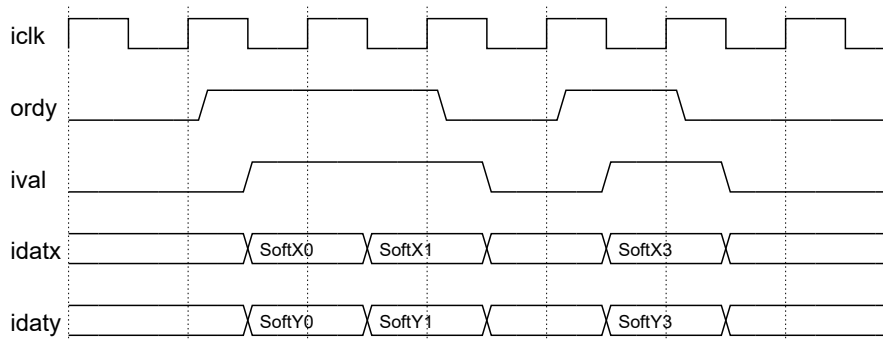 iclk
ordy
ival
idatx SoftX0 SoftX1 SoftX3
idaty SoftY0 SoftY1 SoftY3